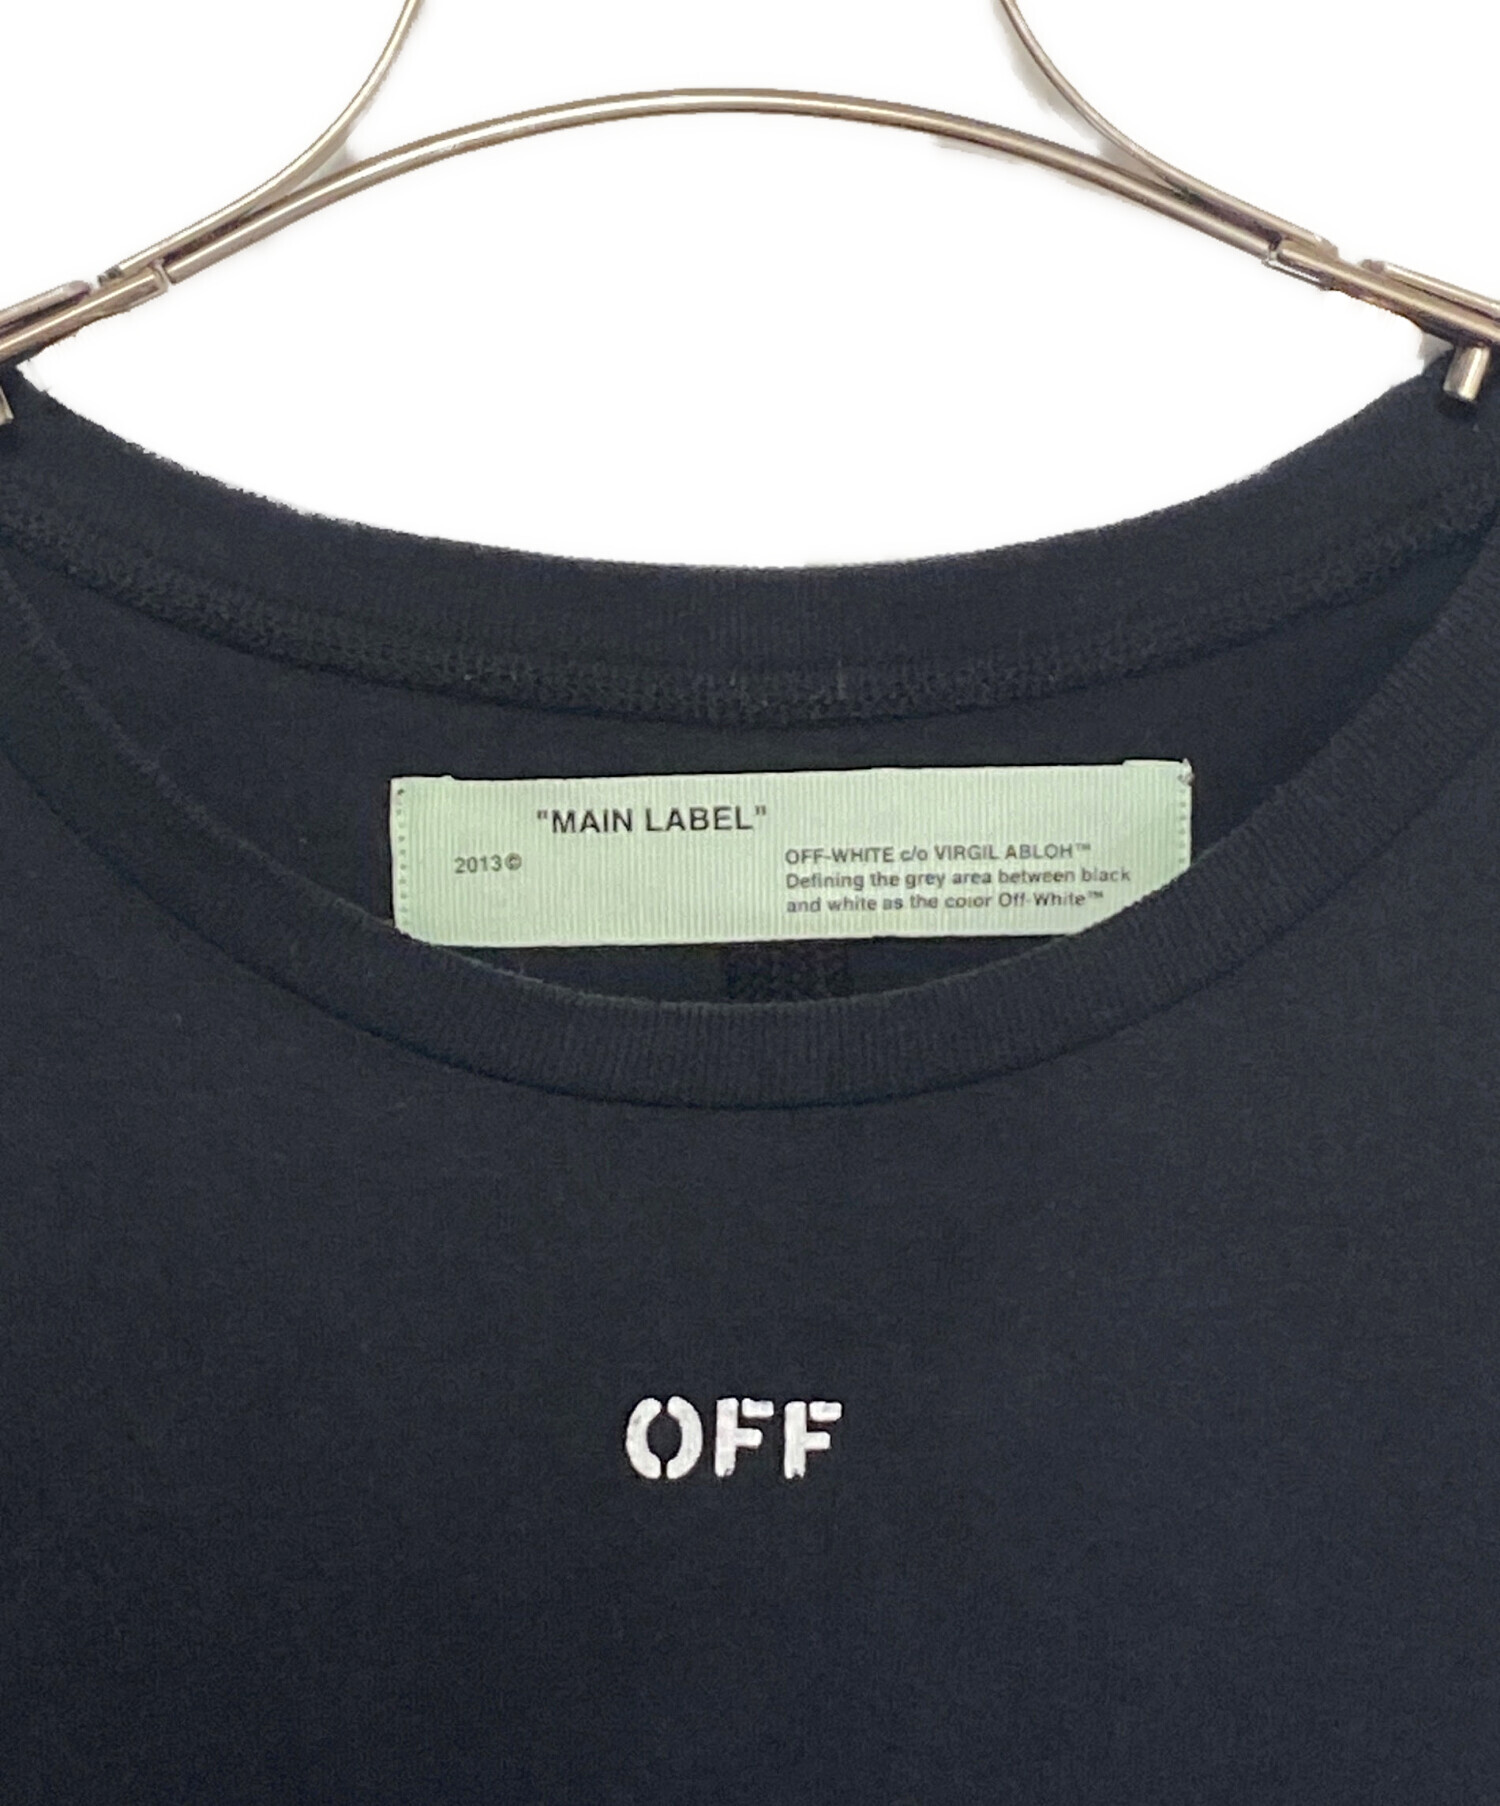 "MAIN LABEL"
2013©
OFF-WHITE c/o VIRGIL ABLOH™
Defining the grey area between black
and white as the color Off-White™
OFF